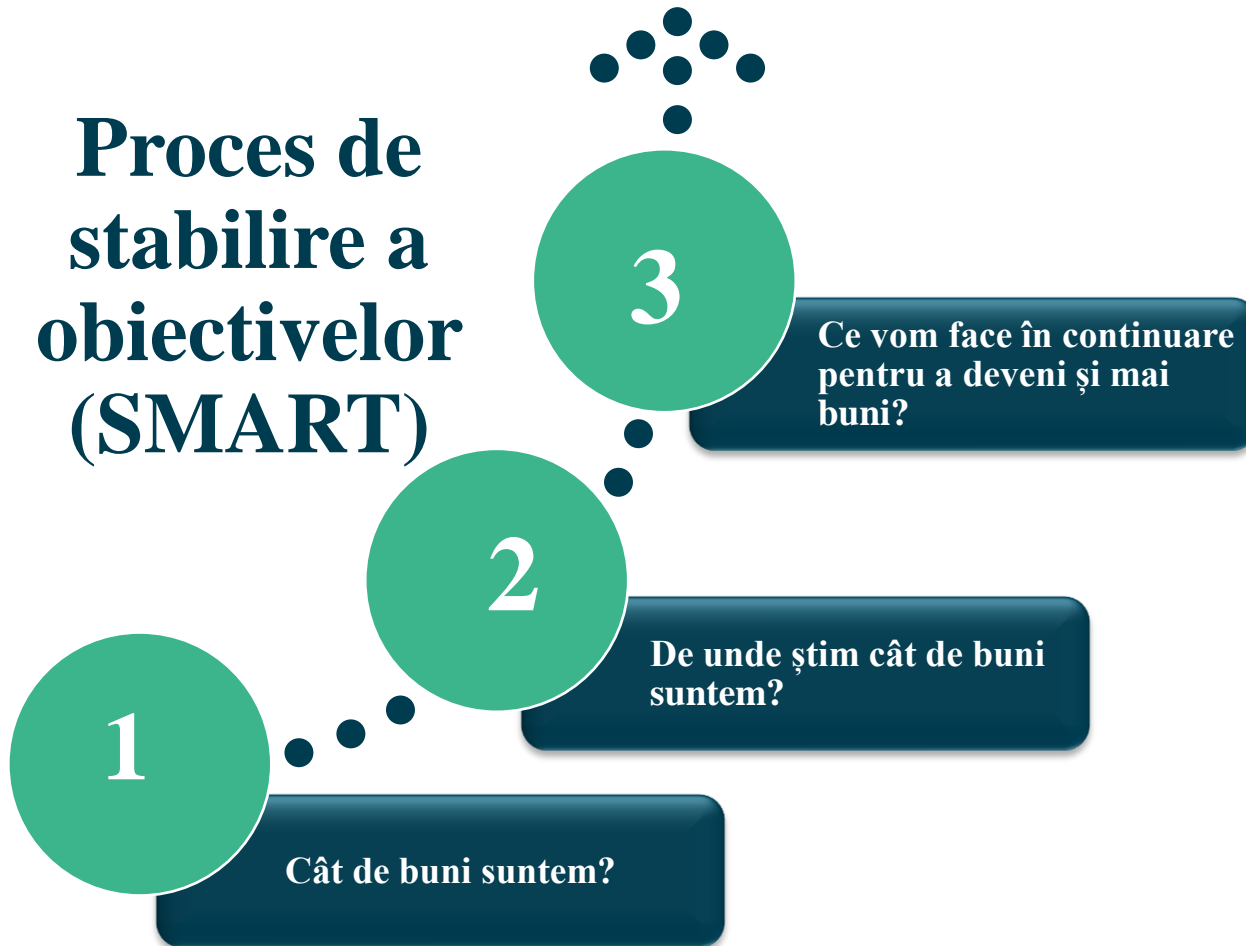 Proces de
stabilire a
obiectivelor
(SMART)
3
Ce vom face în continuare
pentru a deveni și mai
buni?
2
De unde știm cât de buni
suntem?
1
Cât de buni suntem?